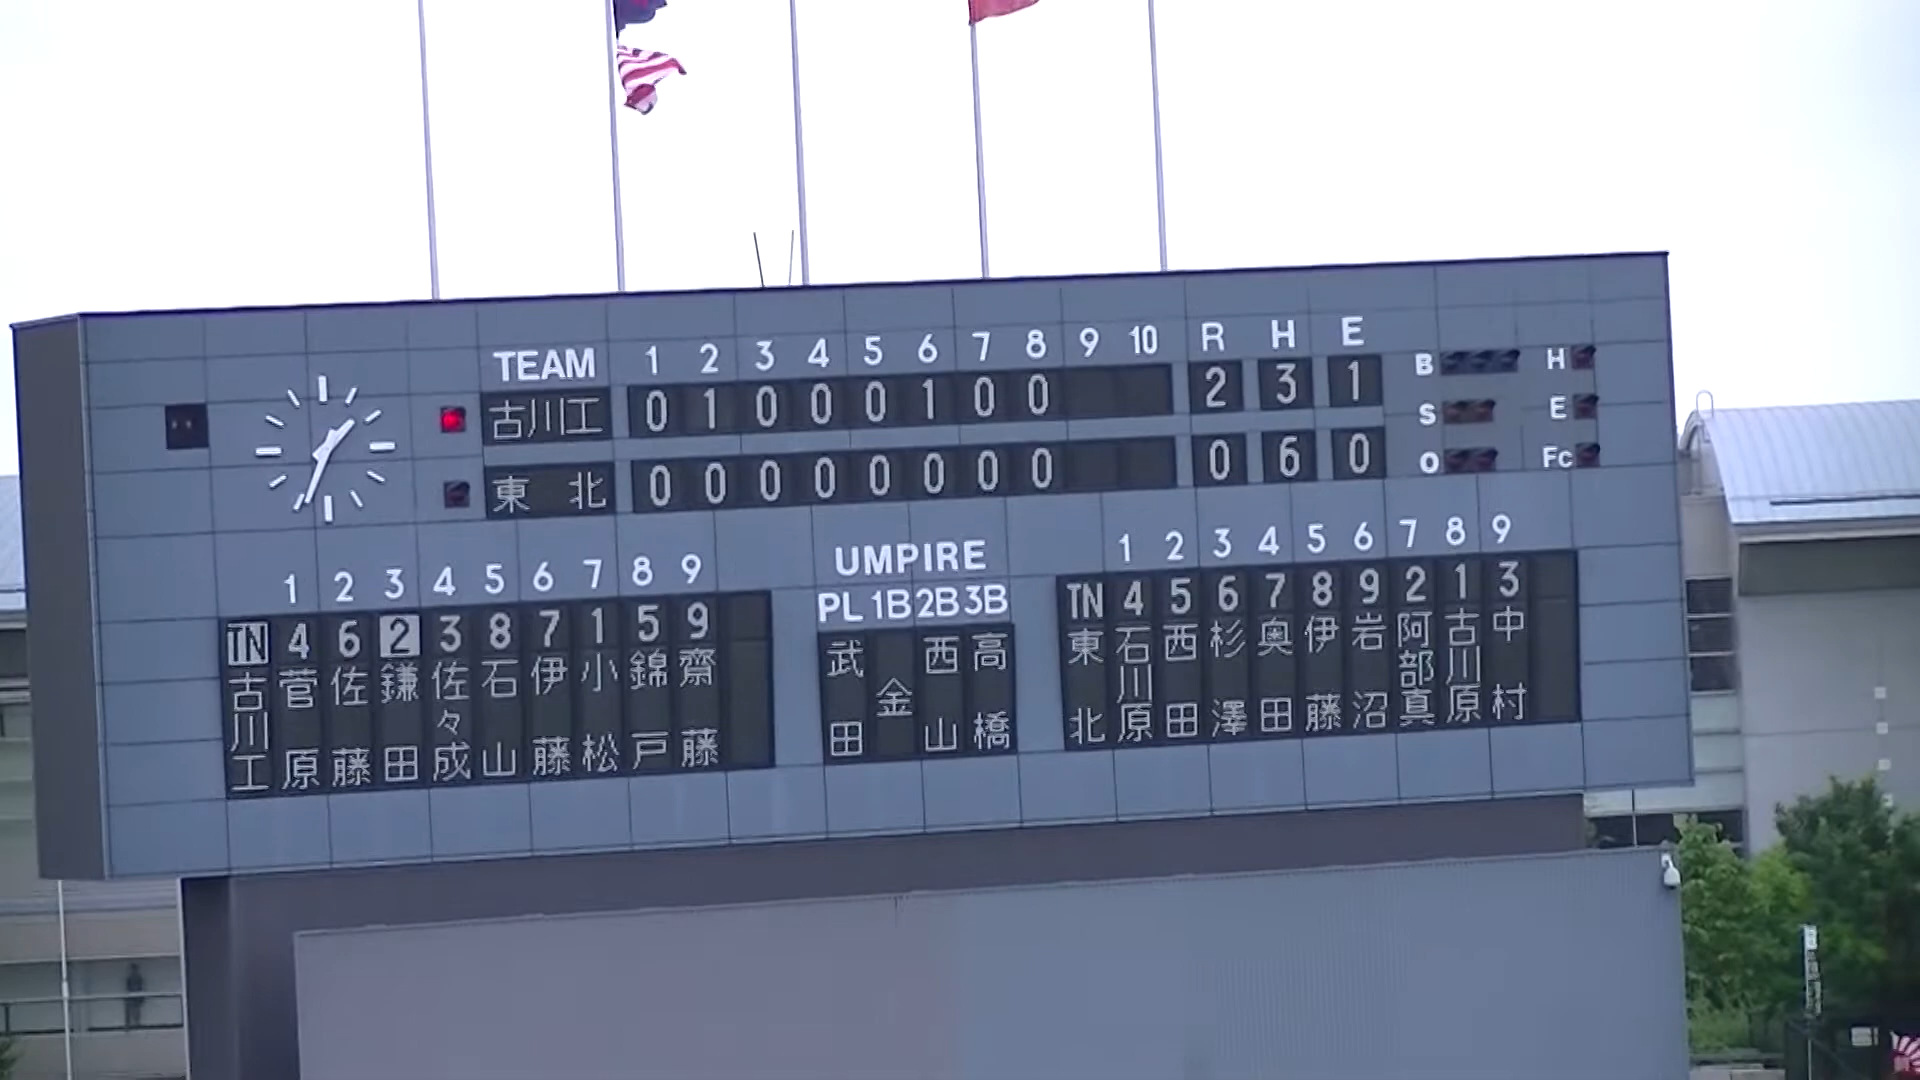 TEAM 1 2 3 4 5 6 7 8 9 10 R H E
古川工 0 1 0 0 0 1 0 0 2 3 1
東北 0 0 0 0 0 0 0 0 0 6 0
B H
S E
O Fc
1 2 3 4 5 6 7 8 9
TN 4 6 2 3 8 7 1 5 9
古川工
菅原
佐藤
鎌田
佐々成
石山
伊藤
小松
錦戸
齋藤
UMPIRE
PL 1B 2B 3B
武田
金
西山
高橋
1 2 3 4 5 6 7 8 9
TN 4 5 6 7 8 9 2 1 3
東北
石川原
西田
杉澤
奥田
伊藤
岩沼
阿部真
古川原
中村